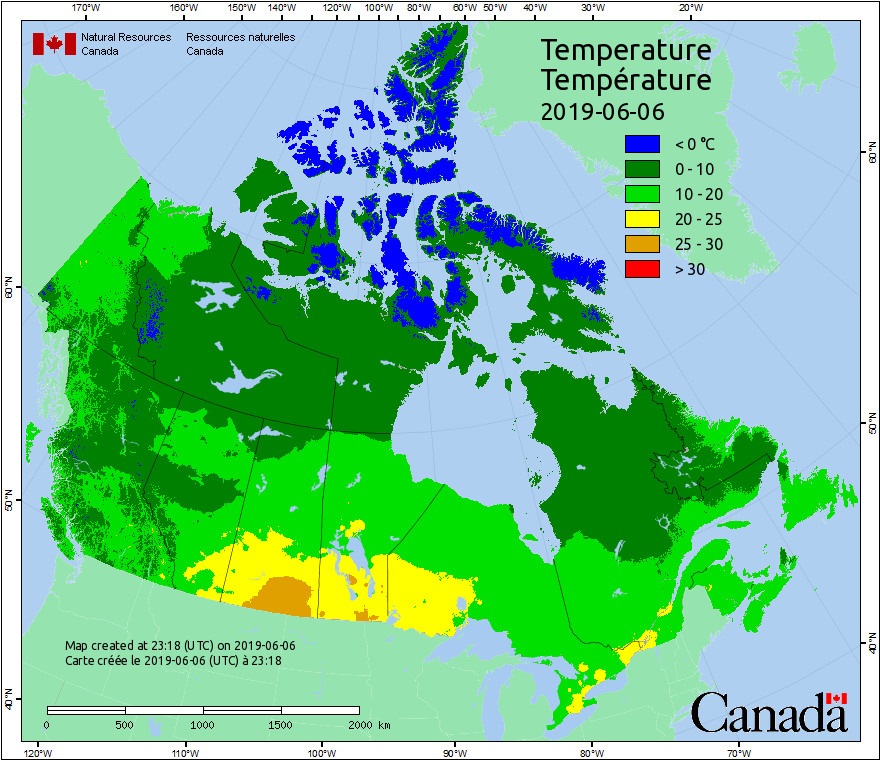 170°W 160°W 150°W 140°W 120°W 100°W 80°W 60°W 50°W 40°W 30°W 20°W
Natural Resources Ressources naturelles
Canada Canada
Temperature
Température
2019-06-06
< 0 °C
0 - 10
10 - 20
20 - 25
25 - 30
> 30
60°N
50°N
40°N
60°N
50°N
40°N
Map created at 23:18 (UTC) on 2019-06-06
Carte créée le 2019-06-06 (UTC) à 23:18
0 500 1000 1500 2000 km
Canada
120°W 110°W 100°W 90°W 80°W 70°W